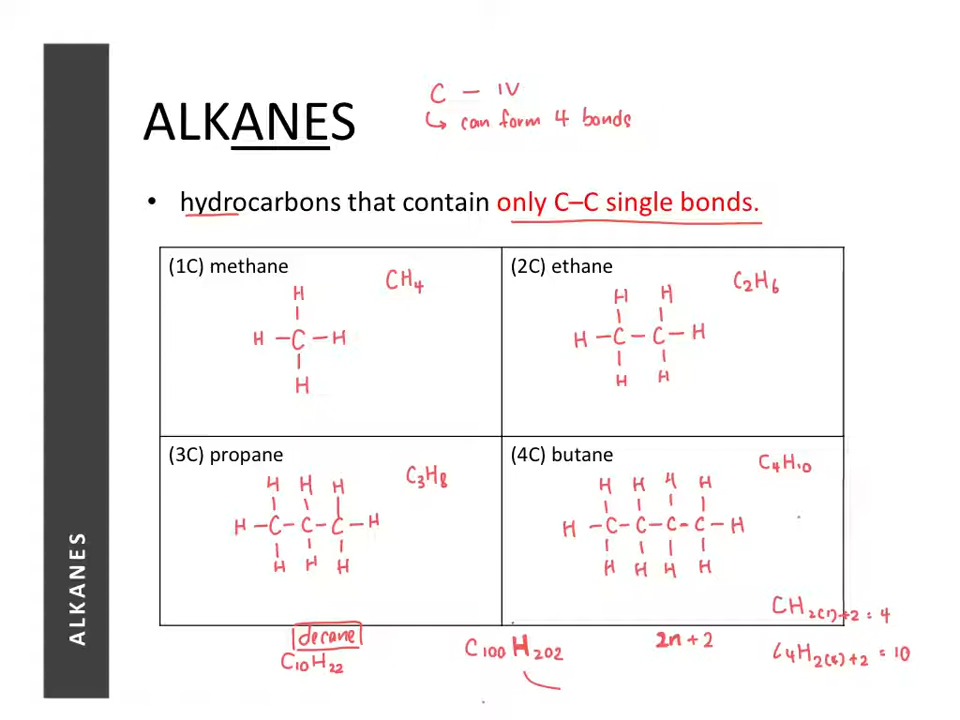 C – IV
ALKANES
↳ can form 4 bonds
• hydrocarbons that contain only C–C single bonds.
(1C) methane
CH₄
H
H – C – H
H
(2C) ethane
C₂H₆
H H
H – C – C – H
H H
(3C) propane
C₃H₈
H H H
H – C – C – C – H
H H H
(4C) butane
C₄H₁₀
H H H H
H – C – C – C – C – H
H H H H
ALKANES
decane
C₁₀H₂₂
C₁₀₀H₂₀₂
2n + 2
CH₂₍₁₎₊₂ = 4
C₄H₂₍₄₎₊₂ = 10